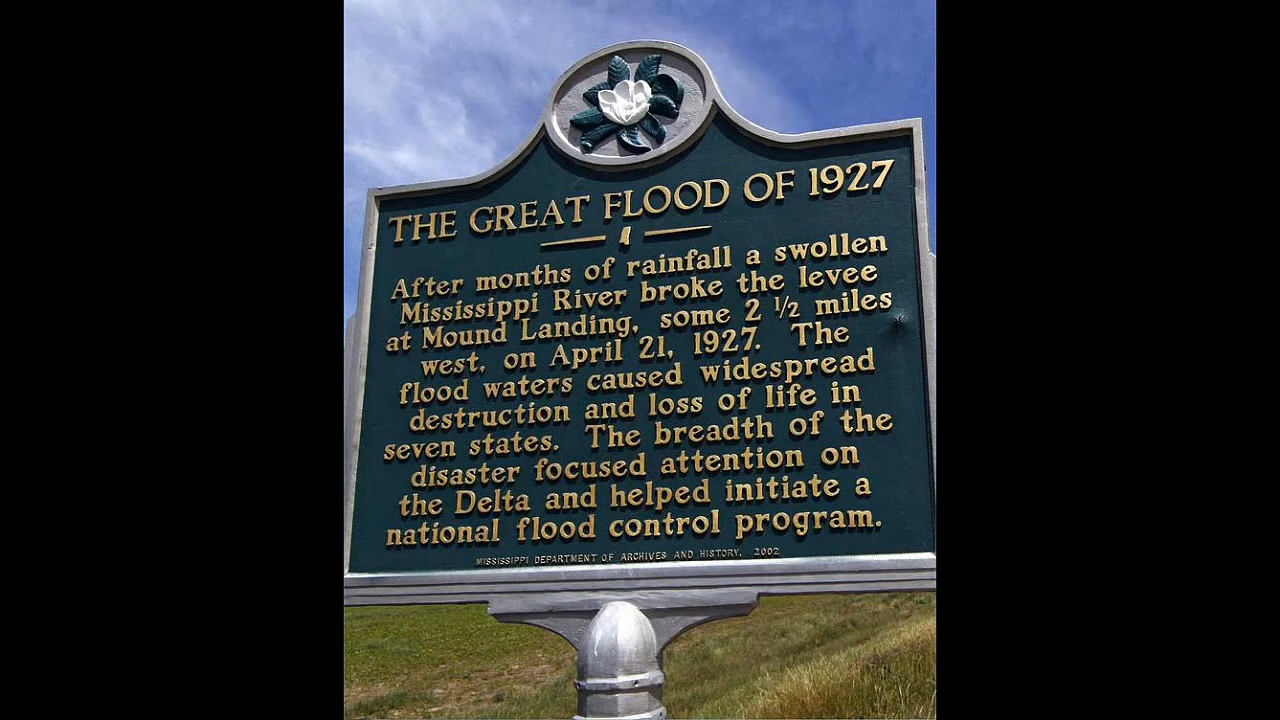 THE GREAT FLOOD OF 1927
After months of rainfall a swollen
Mississippi River broke the levee
at Mound Landing, some 2 ½ miles
west, on April 21, 1927. The
flood waters caused widespread
destruction and loss of life in
seven states. The breadth of the
disaster focused attention on
the Delta and helped initiate a
national flood control program.
MISSISSIPPI DEPARTMENT OF ARCHIVES AND HISTORY, 2002